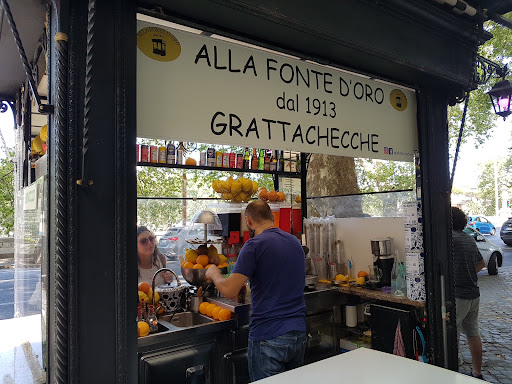 ALLA FONTE D'ORO
dal 1913
GRATTACHECCHE